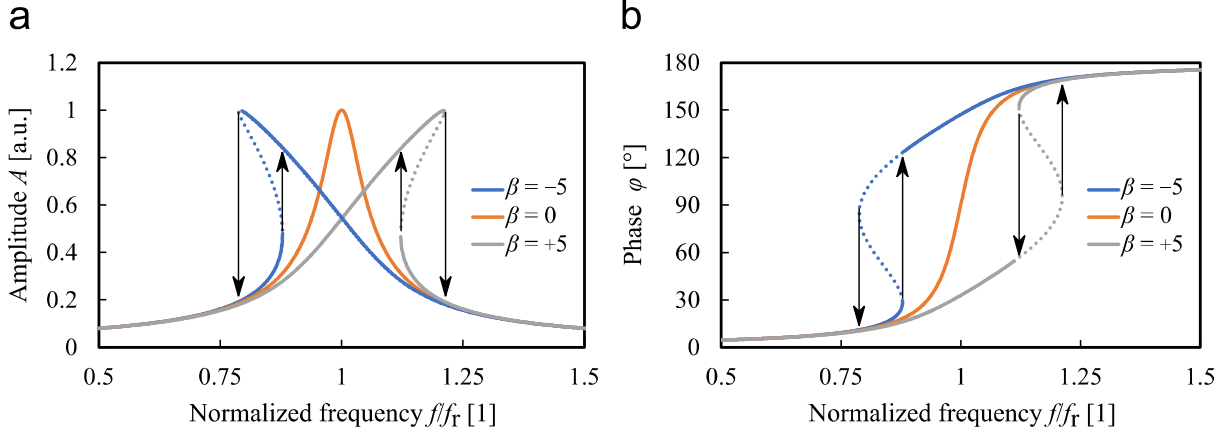 a
1.2
1
0.8
0.6
0.4
0.2
0
Amplitude A [a.u.]
0.5
0.75
1
1.25
1.5
Normalized frequency f/fr [1]
β = −5
β = 0
β = +5
b
180
150
120
90
60
30
0
Phase φ [°]
0.5
0.75
1
1.25
1.5
Normalized frequency f/fr [1]
β = −5
β = 0
β = +5